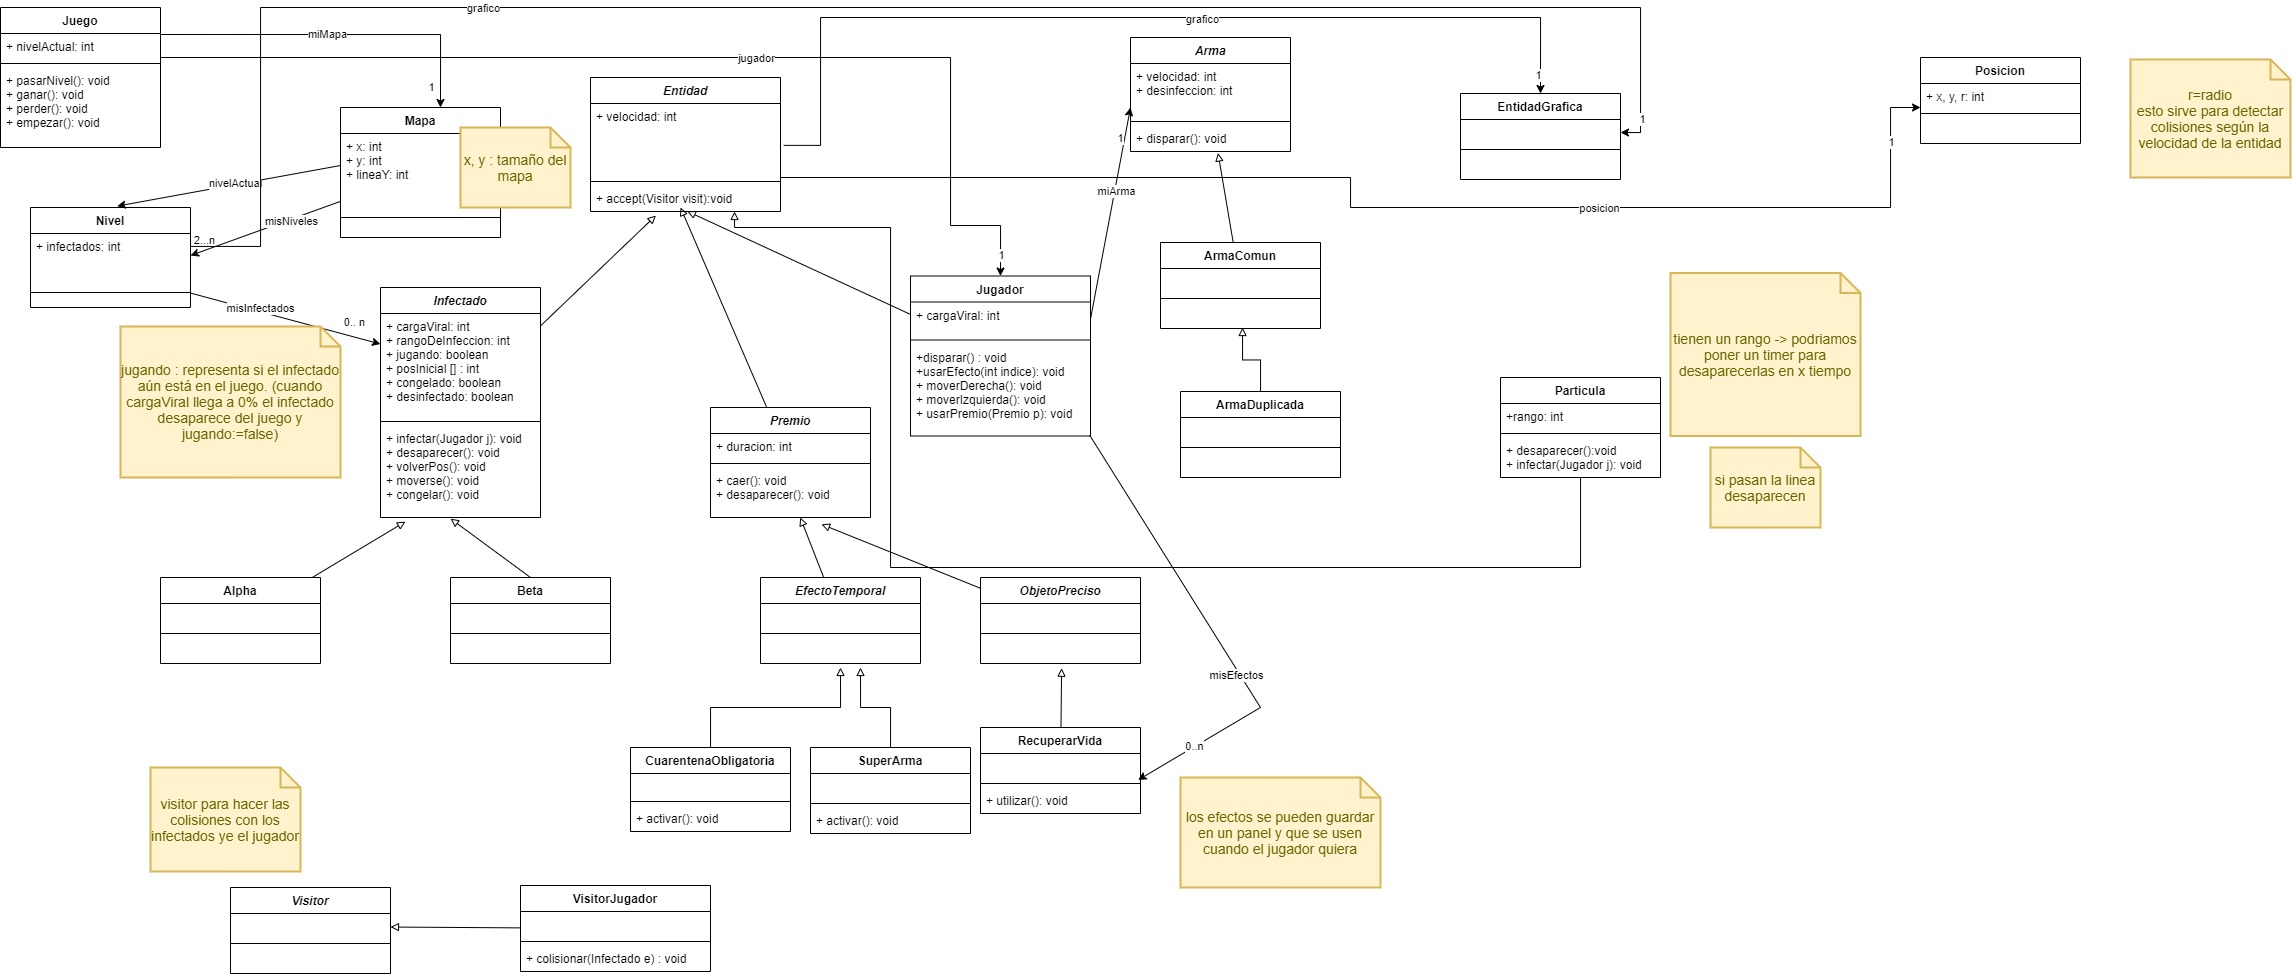 Juego
+ nivelActual: int
+ pasarNivel(): void
+ ganar(): void
+ perder(): void
+ empezar(): void
grafico
miMapa
jugador
1
Mapa
+ x: int
+ y: int
+ lineaY: int
x, y : tamaño del
mapa
nivelActual
misNiveles
2...n
Nivel
+ infectados: int
misInfectados
0.. n
jugando : representa si el infectado
aún está en el juego. (cuando
cargaViral llega a 0% el infectado
desaparece del juego y
jugando:=false)
Entidad
+ velocidad: int
+ accept(Visitor visit):void
grafico
1
1
Arma
+ velocidad: int
+ desinfeccion: int
+ disparar(): void
1
miArma
EntidadGrafica
posicion
1
Posicion
+ x, y, r: int
r=radio
esto sirve para detectar
colisiones según la
velocidad de la entidad
Infectado
+ cargaViral: int
+ rangoDeInfeccion: int
+ jugando: boolean
+ posInicial [] : int
+ congelado: boolean
+ desinfectado: boolean
+ infectar(Jugador j): void
+ desaparecer(): void
+ volverPos(): void
+ moverse(): void
+ congelar(): void
1
Jugador
+ cargaViral: int
+disparar() : void
+usarEfecto(int indice): void
+ moverDerecha(): void
+ moverIzquierda(): void
+ usarPremio(Premio p): void
ArmaComun
ArmaDuplicada
Premio
+ duracion: int
+ caer(): void
+ desaparecer(): void
Particula
+rango: int
+ desaparecer():void
+ infectar(Jugador j): void
tienen un rango -> podriamos
poner un timer para
desaparecerlas en x tiempo
si pasan la linea
desaparecen
Alpha
Beta
EfectoTemporal
ObjetoPreciso
misEfectos
0..n
CuarentenaObligatoria
+ activar(): void
SuperArma
+ activar(): void
RecuperarVida
+ utilizar(): void
los efectos se pueden guardar
en un panel y que se usen
cuando el jugador quiera
visitor para hacer las
colisiones con los
infectados ye el jugador
Visitor
VisitorJugador
+ colisionar(Infectado e) : void